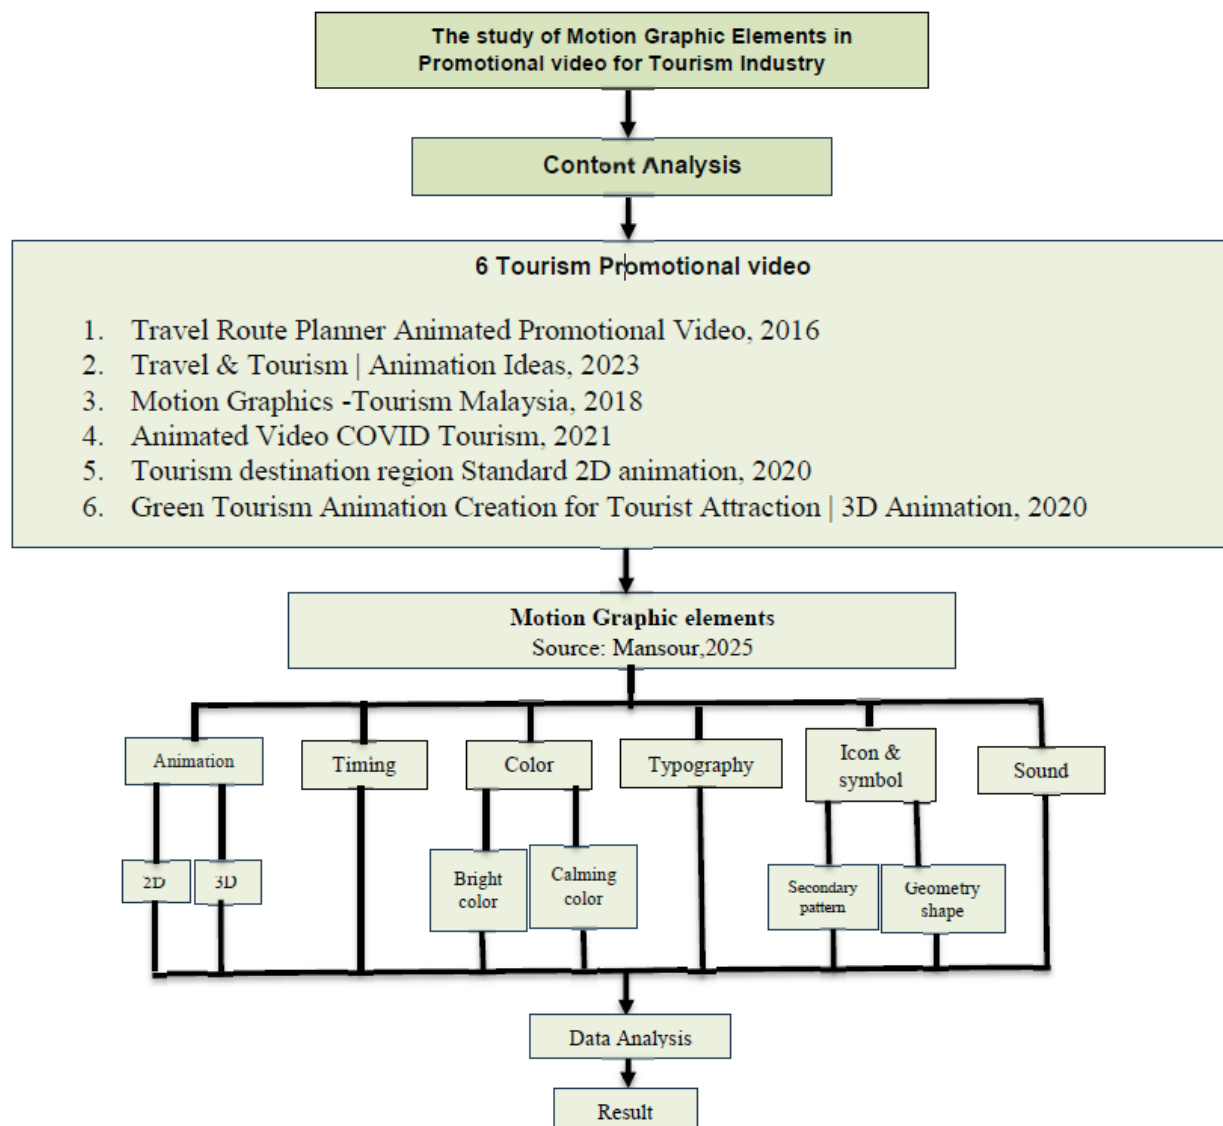 The study of Motion Graphic Elements in
Promotional video for Tourism Industry
Content Analysis
6 Tourism Promotional video
1. Travel Route Planner Animated Promotional Video, 2016
2. Travel & Tourism | Animation Ideas, 2023
3. Motion Graphics -Tourism Malaysia, 2018
4. Animated Video COVID Tourism, 2021
5. Tourism destination region Standard 2D animation, 2020
6. Green Tourism Animation Creation for Tourist Attraction | 3D Animation, 2020
Motion Graphic elements
Source: Mansour,2025
Animation
Timing
Color
Typography
Icon &
symbol
Sound
2D
3D
Bright
color
Calming
color
Secondary
pattern
Geometry
shape
Data Analysis
Result